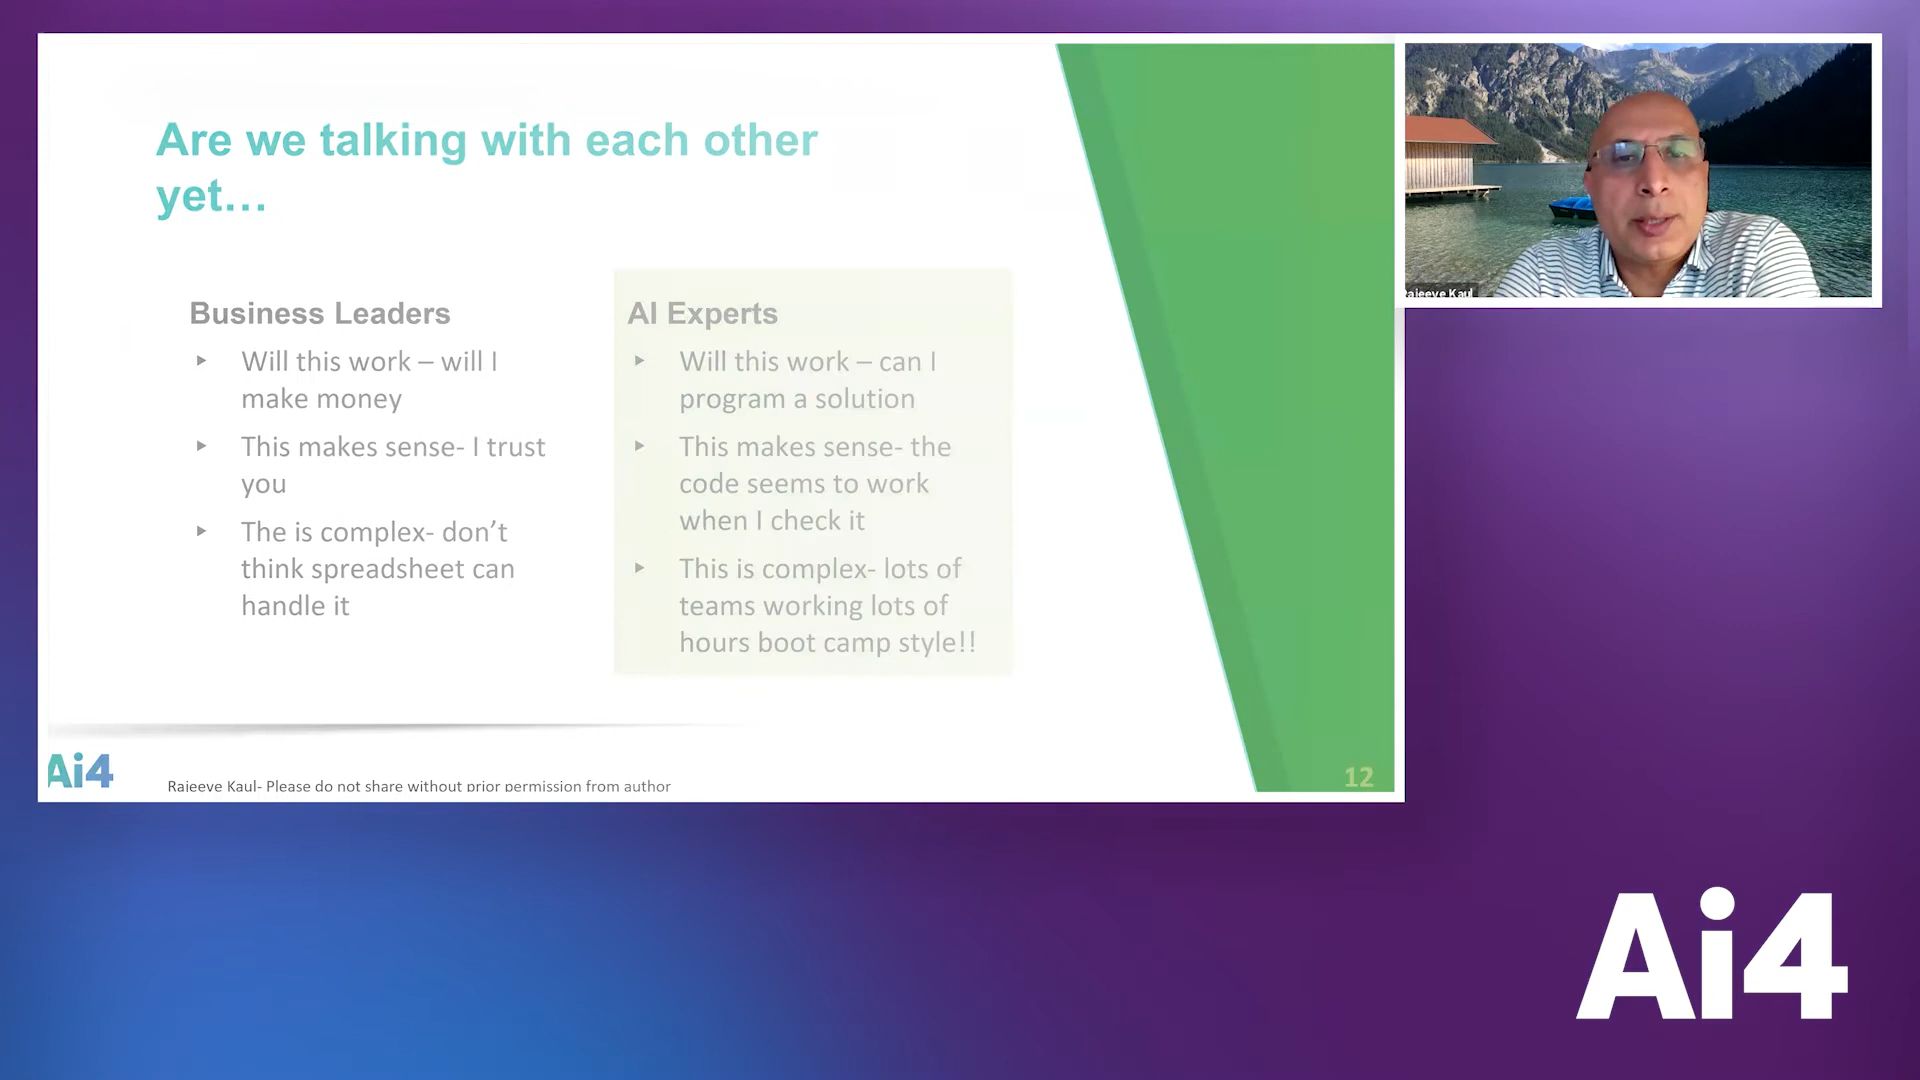 Are we talking with each other
yet…
Business Leaders
‣ Will this work – will I
make money
‣ This makes sense- I trust
you
‣ The is complex- don’t
think spreadsheet can
handle it
AI Experts
‣ Will this work – can I
program a solution
‣ This makes sense- the
code seems to work
when I check it
‣ This is complex- lots of
teams working lots of
hours boot camp style!!
Ai4
Rajeeve Kaul- Please do not share without prior permission from author
12
Rajeeve Kaul
Ai4